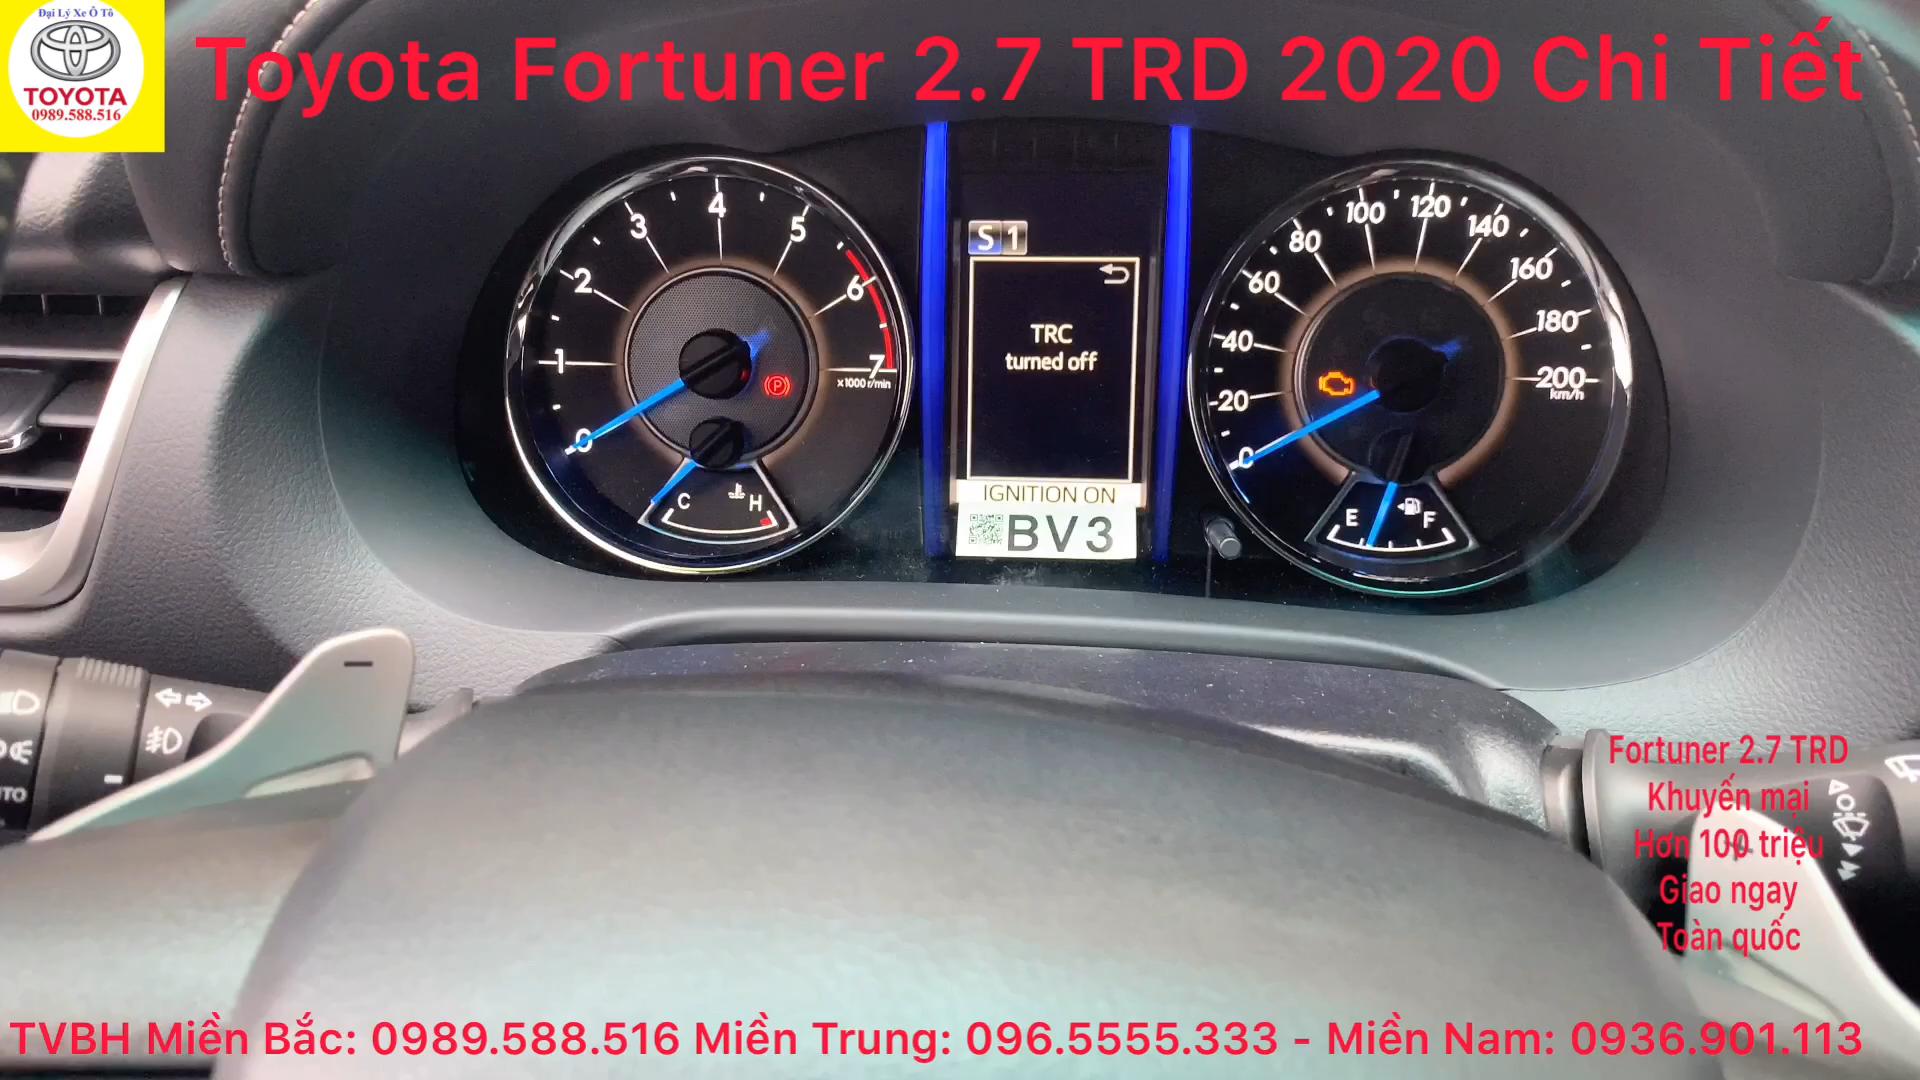 Đại Lý Xe Ô Tô
TOYOTA
0989.588.516
Toyota Fortuner 2.7 TRD 2020 Chi Tiết
0
1
2
3
4
5
6
7
x1000 r/min
P
C
H
S 1
TRC
turned off
IGNITION ON
BV3
0
20
40
60
80
100
120
140
160
180
200
km/h
E
F
Fortuner 2.7 TRD
Khuyến mại
Hơn 100 triệu
Giao ngay
Toàn quốc
TVBH Miền Bắc: 0989.588.516 Miền Trung: 096.5555.333 - Miền Nam: 0936.901.113